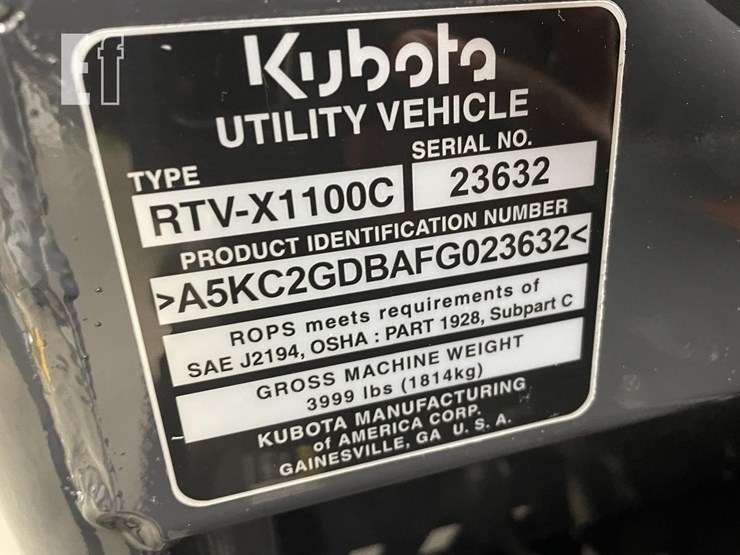 Ef
Kubota
UTILITY VEHICLE
TYPE
SERIAL NO.
RTV-X1100C
23632
PRODUCT IDENTIFICATION NUMBER
>A5KC2GDBAFG023632<
ROPS meets requirements of
SAE J2194, OSHA : PART 1928, Subpart C
GROSS MACHINE WEIGHT
3999 lbs (1814kg)
KUBOTA MANUFACTURING
of AMERICA CORP.
GAINESVILLE, GA U. S. A.